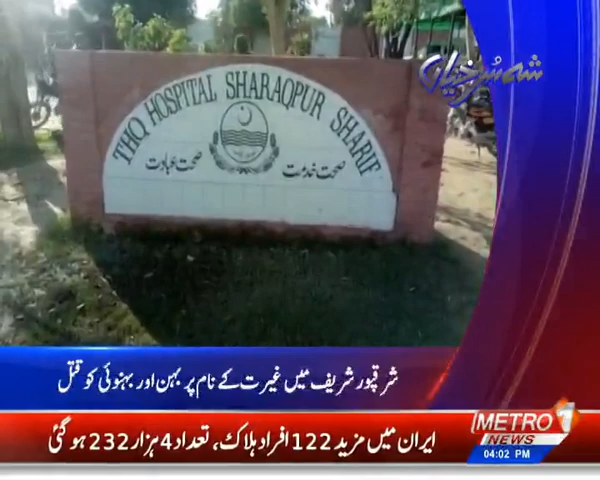 شہ سُرخیاں
THQ HOSPITAL SHARAQPUR SHARIF
صحت عبادت
صحت خدمت
شرقپور شریف میں غیرت کے نام پر بہن اور بہنوئی کو قتل
ایران میں مزید 122 افراد ہلاک، تعداد 4 ہزار 232 ہو گئی
METRO 1
NEWS
04:02 PM